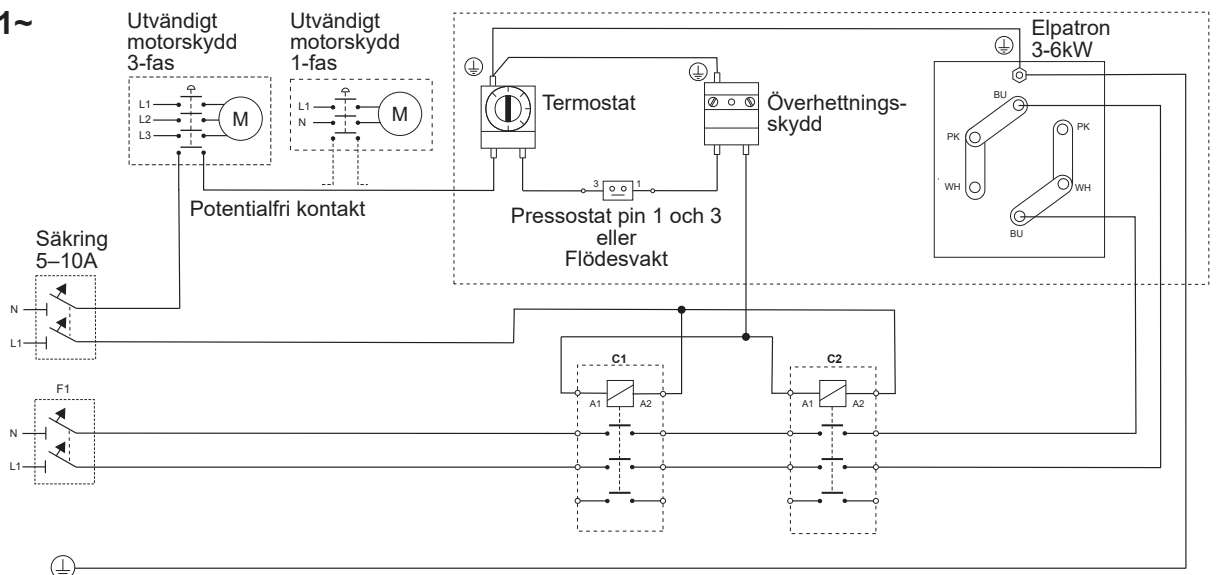 1~
Utvändigt
motorskydd
3-fas
Utvändigt
motorskydd
1-fas
Elpatron
3-6kW
L1
L2
L3
M
L1
N
M
Termostat
Överhettnings-
skydd
BU
PK
PK
WH
WH
BU
3
1
Potentialfri kontakt
Pressostat pin 1 och 3
eller
Flödesvakt
Säkring
5–10A
N
L1
C1
C2
A1
A2
A1
A2
F1
N
L1